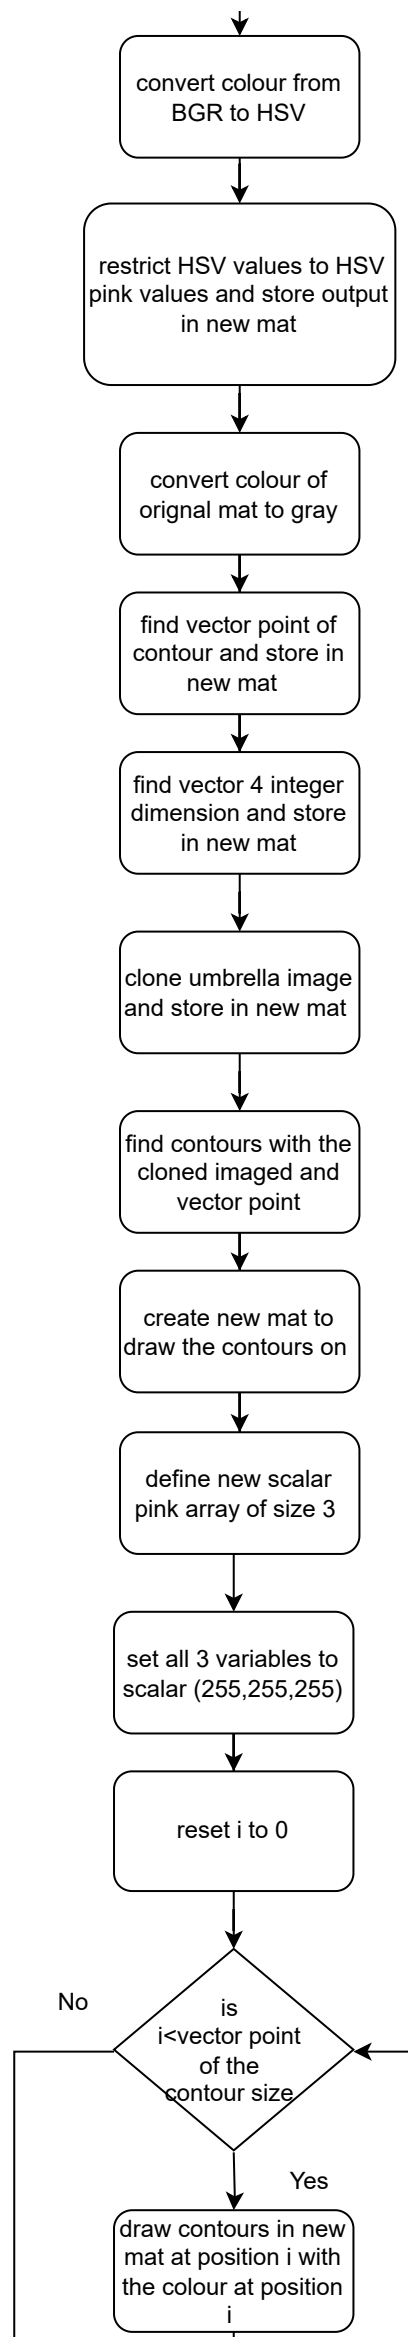 convert colour from
BGR to HSV
restrict HSV values to HSV
pink values and store output
in new mat
convert colour of
orignal mat to gray
find vector point of
contour and store in
new mat
find vector 4 integer
dimension and store
in new mat
clone umbrella image
and store in new mat
find contours with the
cloned imaged and
vector point
create new mat to
draw the contours on
define new scalar
pink array of size 3
set all 3 variables to
scalar (255,255,255)
reset i to 0
No
is
i<vector point
of the
contour size
Yes
draw contours in new
mat at position i with
the colour at position
i